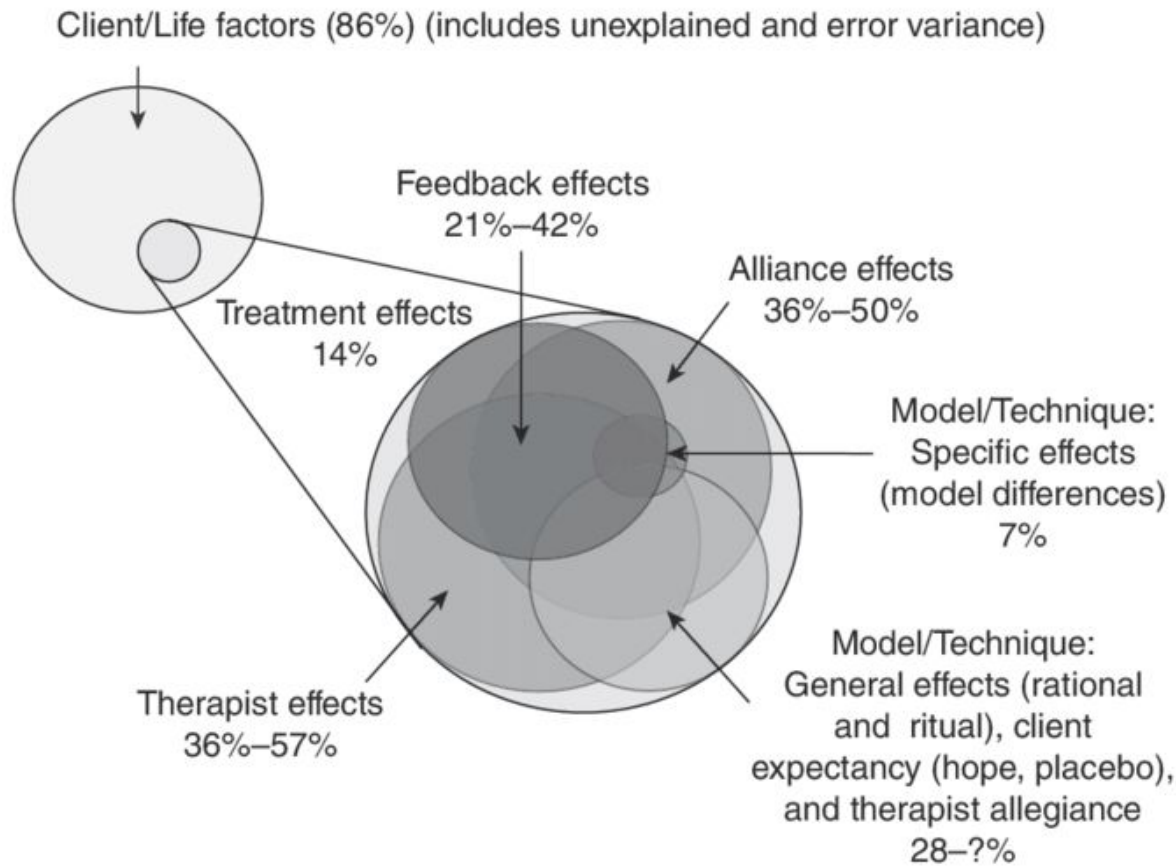 Client/Life factors (86%) (includes unexplained and error variance)
Feedback effects
21%–42%
Alliance effects
36%–50%
Treatment effects
14%
Model/Technique:
Specific effects
(model differences)
7%
Therapist effects
36%–57%
Model/Technique:
General effects (rational
and ritual), client
expectancy (hope, placebo),
and therapist allegiance
28–?%